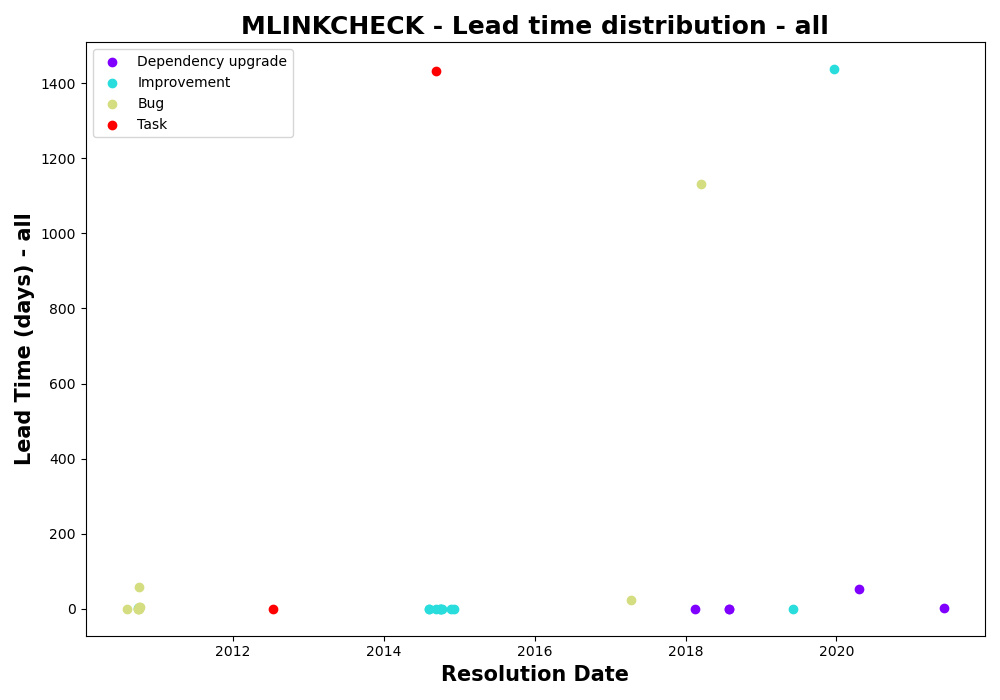 MLINKCHECK - Lead time distribution - all
Dependency upgrade
Improvement
Bug
Task
Lead Time (days) - all
1400
1200
1000
800
600
400
200
0
2012 2014 2016 2018 2020
Resolution Date